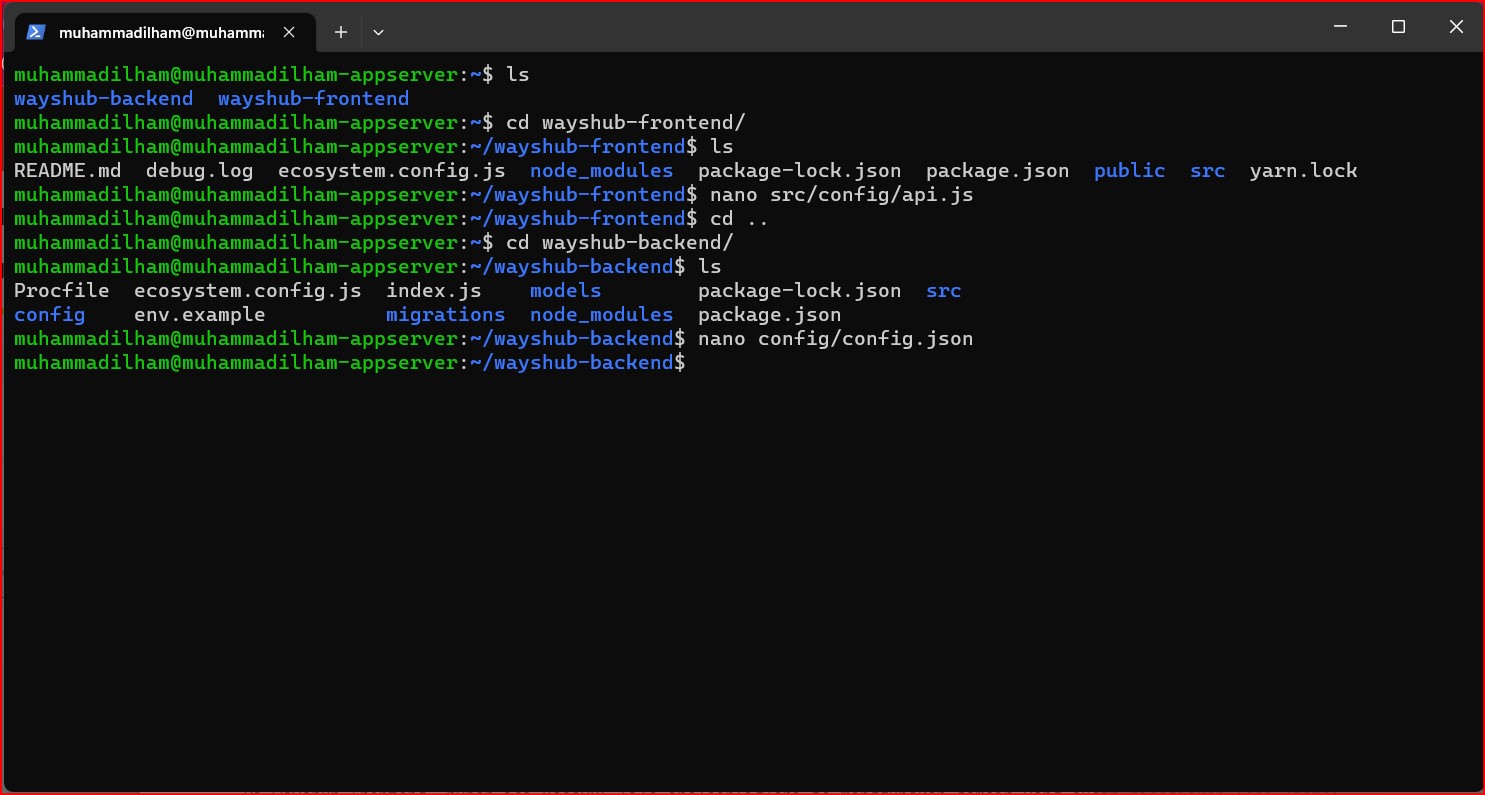 muhammadilham@muhamma
muhammadilham@muhammadilham-appserver:~$ ls
wayshub-backend  wayshub-frontend
muhammadilham@muhammadilham-appserver:~$ cd wayshub-frontend/
muhammadilham@muhammadilham-appserver:~/wayshub-frontend$ ls
README.md  debug.log  ecosystem.config.js  node_modules  package-lock.json  package.json  public  src  yarn.lock
muhammadilham@muhammadilham-appserver:~/wayshub-frontend$ nano src/config/api.js
muhammadilham@muhammadilham-appserver:~/wayshub-frontend$ cd ..
muhammadilham@muhammadilham-appserver:~$ cd wayshub-backend/
muhammadilham@muhammadilham-appserver:~/wayshub-backend$ ls
Procfile  ecosystem.config.js  index.js    models        package-lock.json  src
config    env.example          migrations  node_modules  package.json
muhammadilham@muhammadilham-appserver:~/wayshub-backend$ nano config/config.json
muhammadilham@muhammadilham-appserver:~/wayshub-backend$